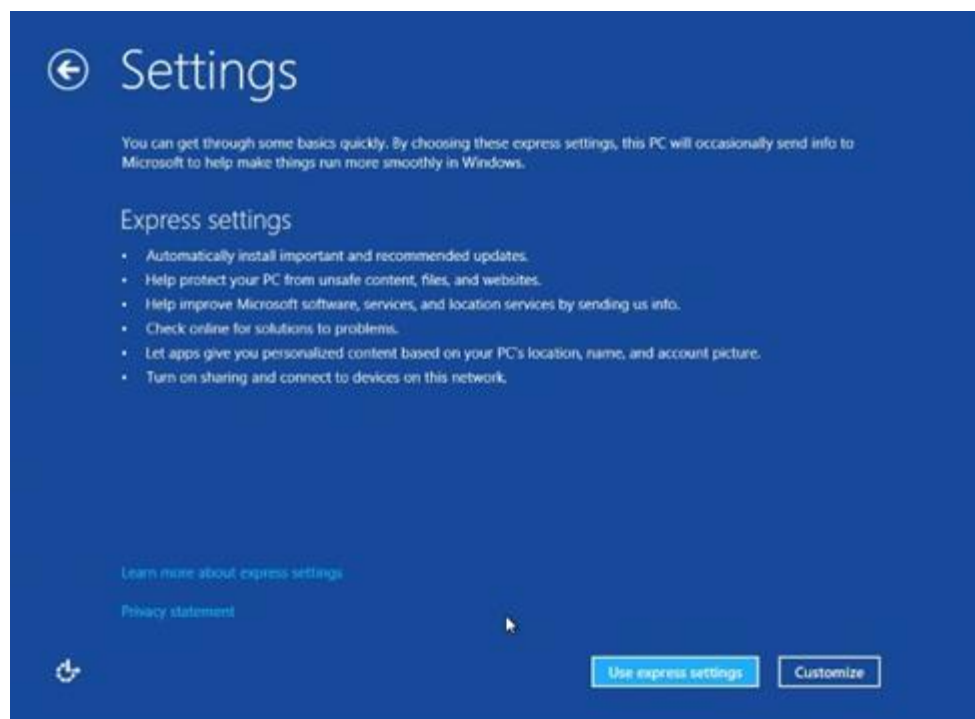 Settings
You can get through some basics quickly. By choosing these express settings, this PC will occasionally send info to
Microsoft to help make things run more smoothly in Windows.
Express settings
• Automatically install important and recommended updates.
• Help protect your PC from unsafe content, files, and websites.
• Help improve Microsoft software, services, and location services by sending us info.
• Check online for solutions to problems.
• Let apps give you personalized content based on your PC's location, name, and account picture.
• Turn on sharing and connect to devices on this network.
Learn more about express settings
Privacy statement
Use express settings
Customize